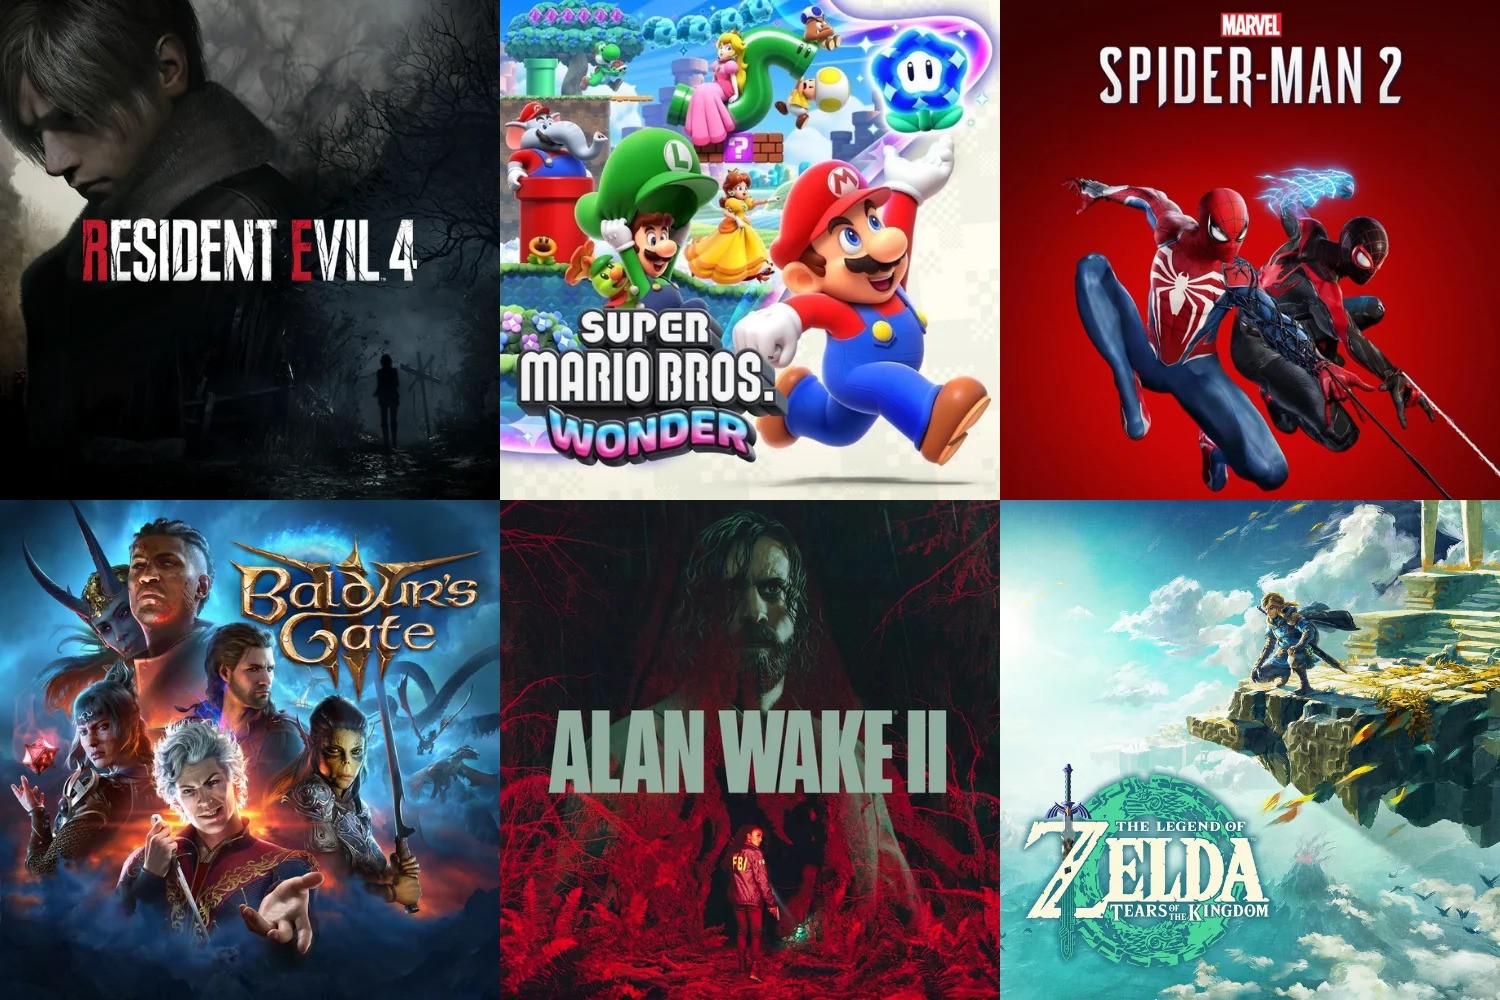 RESIDENT EVIL 4
L
M
?
SUPER
MARIO BROS.
WONDER
MARVEL
SPIDER-MAN 2
BALDUR'S
GATE
III
ALAN WAKE II
FBI
THE LEGEND OF
ZELDA
TEARS OF THE KINGDOM